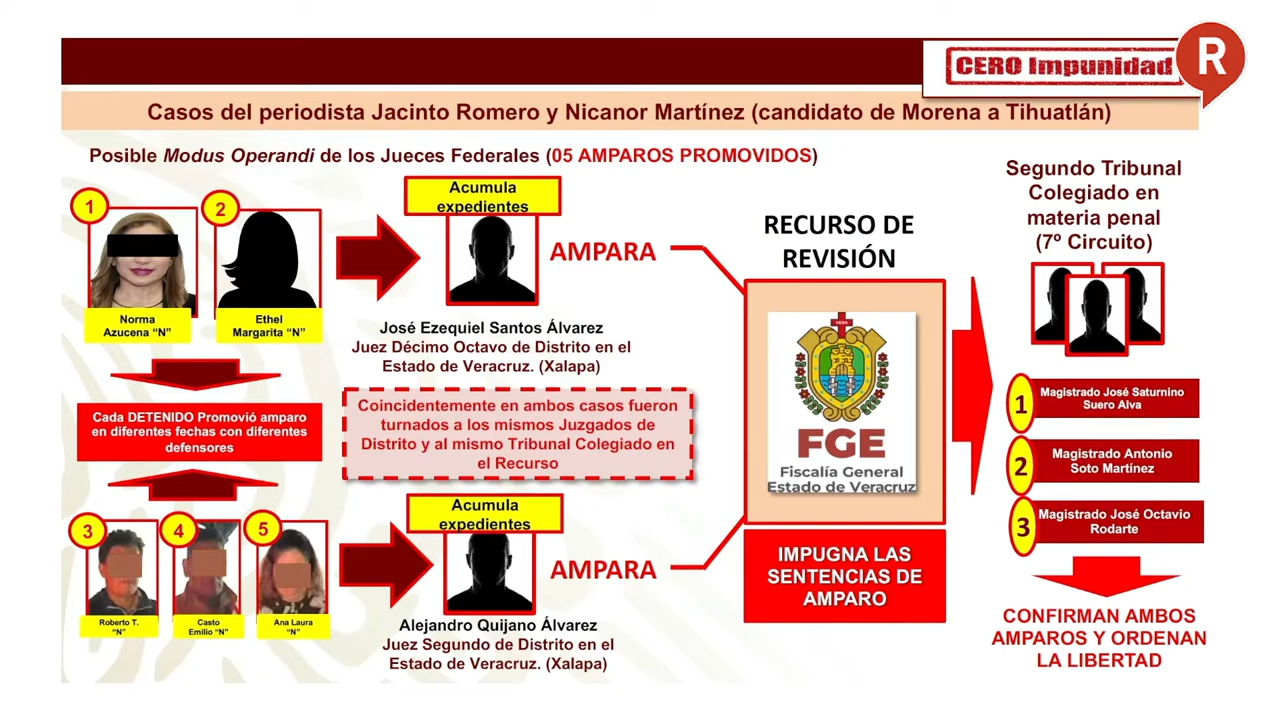 CERO Impunidad
R
Casos del periodista Jacinto Romero y Nicanor Martínez (candidato de Morena a Tihuatlán)
Posible Modus Operandi de los Jueces Federales (05 AMPAROS PROMOVIDOS)
1
2
Norma
Azucena “N”
Ethel
Margarita “N”
Acumula
expedientes
AMPARA
José Ezequiel Santos Álvarez
Juez Décimo Octavo de Distrito en el
Estado de Veracruz. (Xalapa)
Cada DETENIDO Promovió amparo
en diferentes fechas con diferentes
defensores
Coincidentemente en ambos casos fueron
turnados a los mismos Juzgados de
Distrito y al mismo Tribunal Colegiado en
el Recurso
3
4
5
Roberto T.
“N”
Casto
Emilio “N”
Ana Laura
“N”
Acumula
expedientes
AMPARA
Alejandro Quijano Álvarez
Juez Segundo de Distrito en el
Estado de Veracruz. (Xalapa)
RECURSO DE
REVISIÓN
VERA
FGE
Fiscalía General
Estado de Veracruz
IMPUGNA LAS
SENTENCIAS DE
AMPARO
Segundo Tribunal
Colegiado en
materia penal
(7º Circuito)
1
Magistrado José Saturnino
Suero Alva
2
Magistrado Antonio
Soto Martínez
3
Magistrado José Octavio
Rodarte
CONFIRMAN AMBOS
AMPAROS Y ORDENAN
LA LIBERTAD